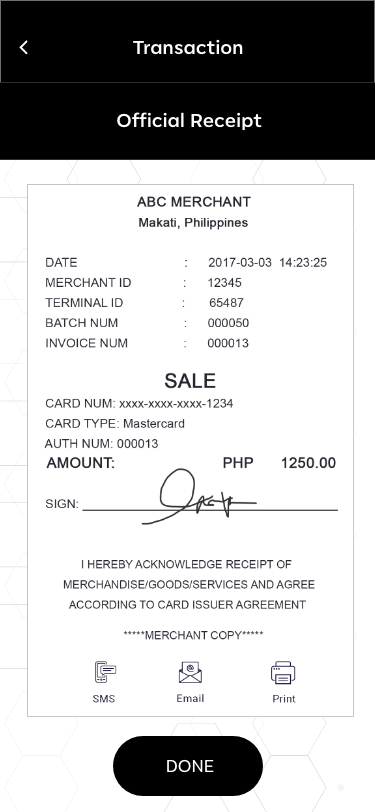 Transaction
Official Receipt
ABC MERCHANT
Makati, Philippines
DATE : 2017-03-03 14:23:25
MERCHANT ID : 12345
TERMINAL ID : 65487
BATCH NUM : 000050
INVOICE NUM : 000013
SALE
CARD NUM: xxxx-xxxx-xxxx-1234
CARD TYPE: Mastercard
AUTH NUM: 000013
AMOUNT: PHP 1250.00
SIGN:
I HEREBY ACKNOWLEDGE RECEIPT OF
MERCHANDISE/GOODS/SERVICES AND AGREE
ACCORDING TO CARD ISSUER AGREEMENT
*****MERCHANT COPY*****
SMS Email Print
DONE